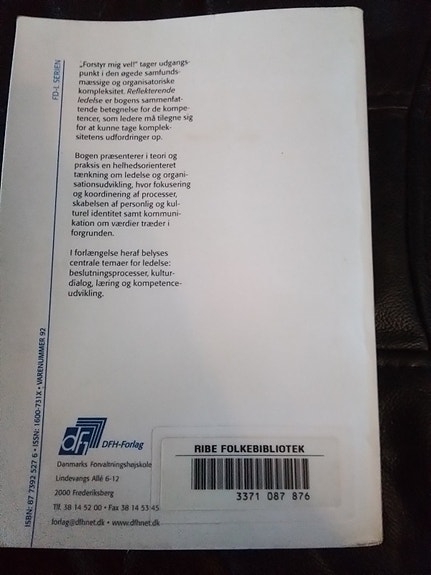 FD-L SERIEN
„Forstyr mig vel!" tager udgangs-
punkt i den øgede samfunds-
mæssige og organisatoriske
kompleksitet. Reflekterende
ledelse er bogens sammenfat-
tende betegnelse for de kompe-
tencer, som ledere må tilegne sig
for at kunne tage komplek-
sitetens udfordringer op.
Bogen præsenterer i teori og
praksis en helhedsorienteret
tænkning om ledelse og organi-
sationsudvikling, hvor fokusering
og koordinering af processer,
skabelsen af personlig og kul-
turel identitet samt kommuni-
kation om værdier træder i
forgrunden.
I forlængelse heraf belyses
centrale temaer for ledelse:
beslutningsprocesser, kultur-
dialog, læring og kompetence-
udvikling.
ISBN: 87 7392 527 6 • ISSN: 1600-731X • VARENUMMER 92
dfh
DFH-Forlag
Danmarks Forvaltningshøjskole
Lindevangs Allé 6-12
2000 Frederiksberg
Tlf. 38 14 52 00 • Fax 38 14 53 45
forlag@dfhnet.dk • www.dfhnet.dk
RIBE FOLKEBIBLIOTEK
3371 087 876